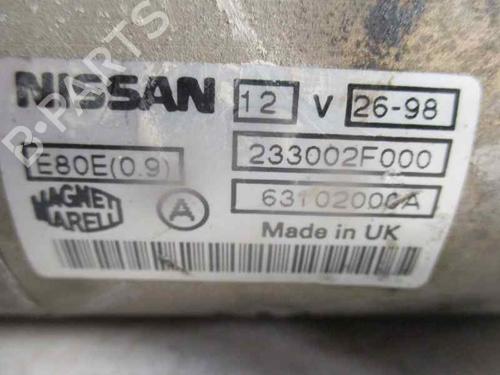 B-PARTS
NISSAN 12 V 26-98
E80E(0.9) 233002F000
MAGNETI MARELLI A 63102000A
Made in UK